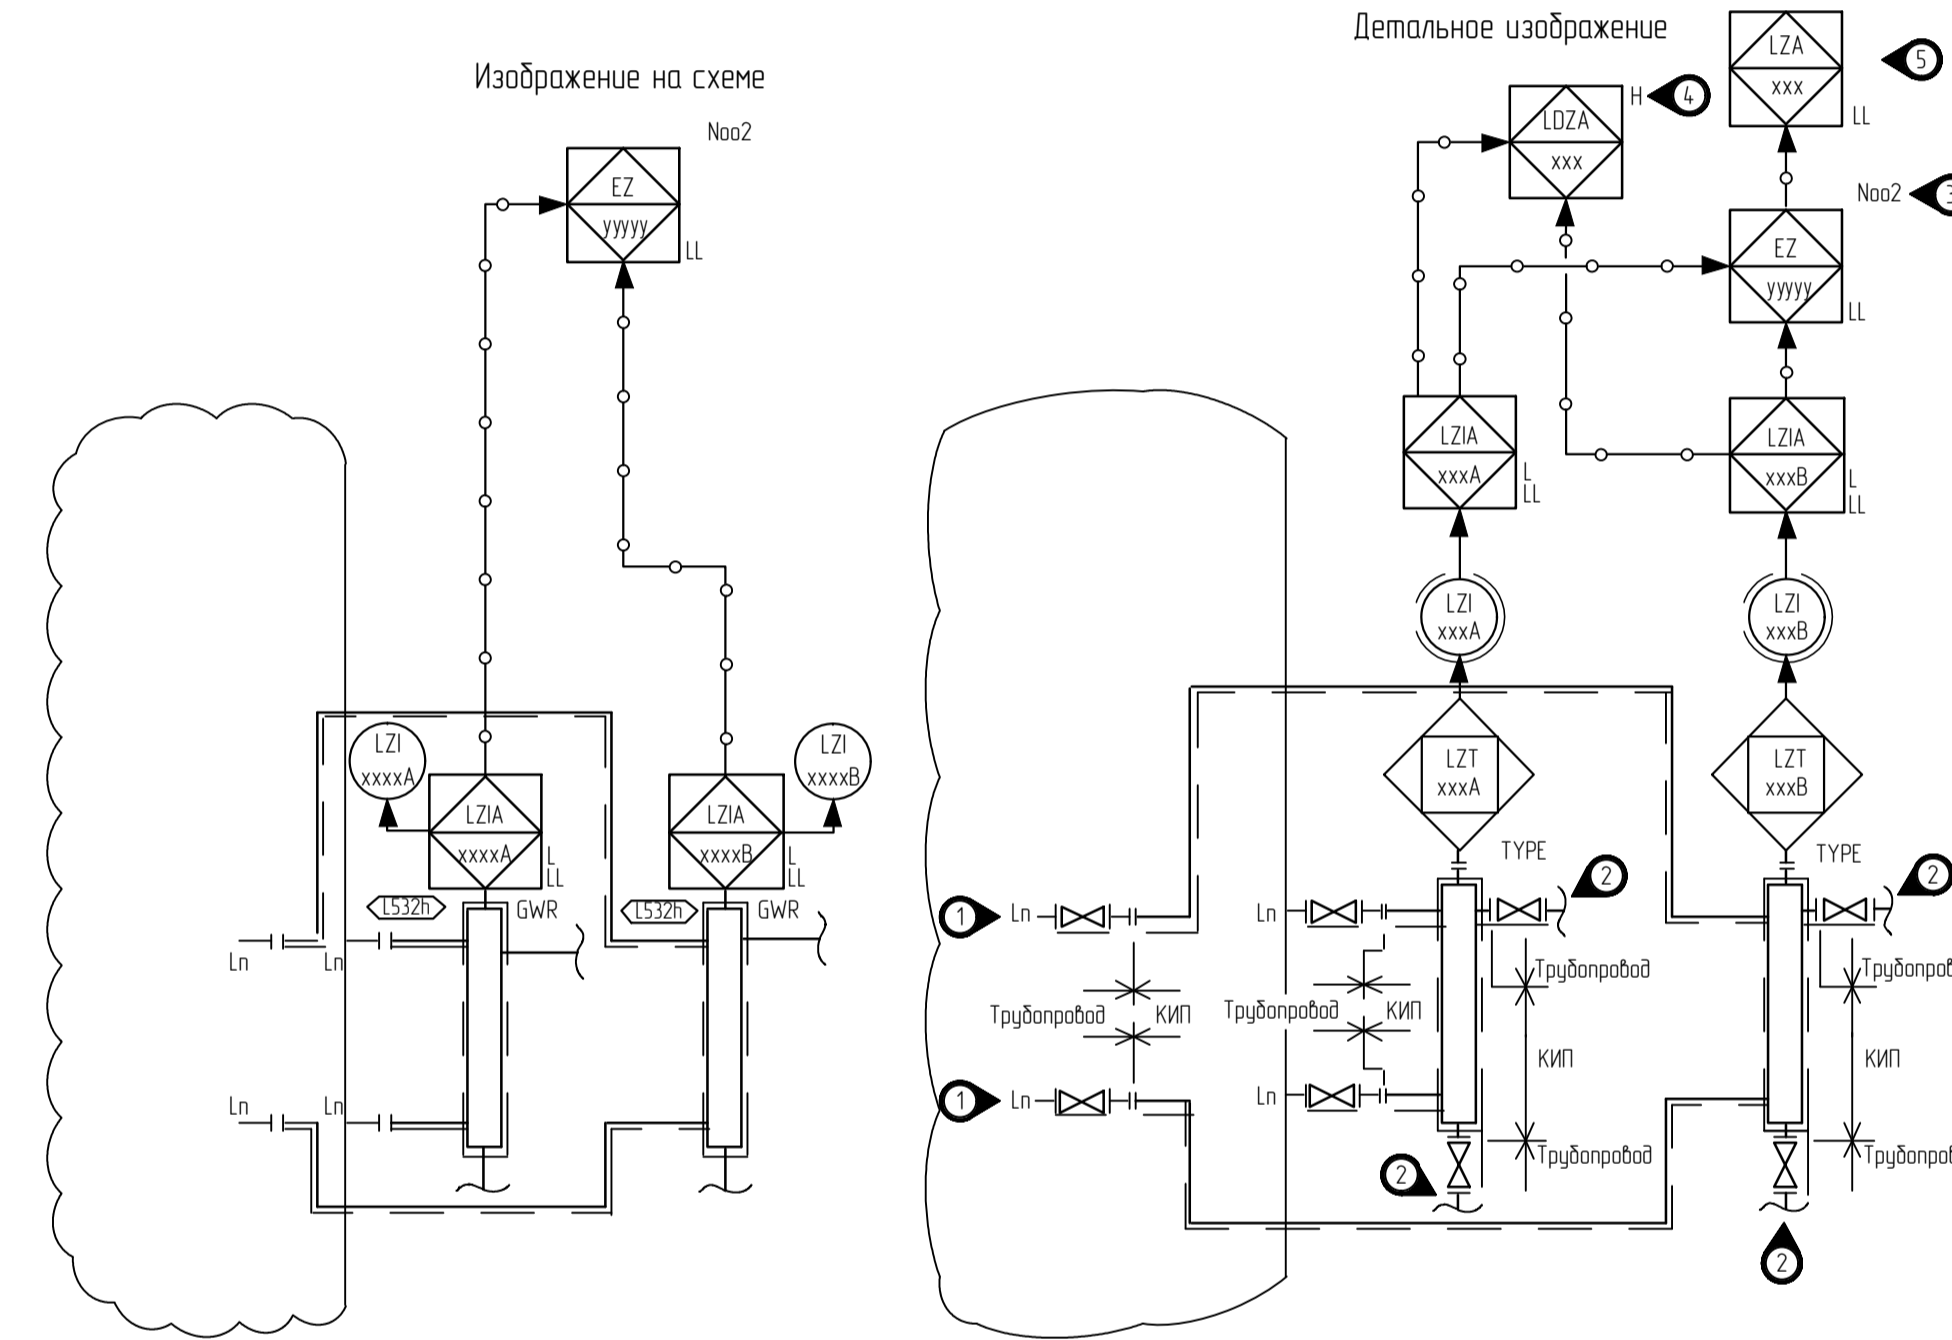 Изображение на схеме
Noo2
EZ
yyyyy
LL
LZI
xxxxA
LZIA
xxxxA
L
LL
LZIA
xxxxB
L
LL
LZI
xxxxB
L532h
GWR
L532h
GWR
Ln
Ln
Ln
Ln
Детальное изображение
LZA
xxx
LL
5
LDZA
xxx
H
4
Noo2
3
EZ
yyyyy
LL
LZIA
xxxA
L
LL
LZIA
xxxB
L
LL
LZI
xxxA
LZI
xxxB
LZT
xxxA
LZT
xxxB
TYPE
2
TYPE
2
1
Ln
Ln
Трубопровод
КИП
Трубопровод
КИП
Трубопровод
КИП
Трубопровод
КИП
1
Ln
Ln
2
2